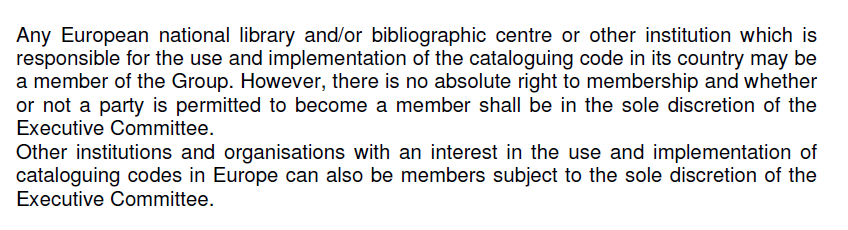 Any European national library and/or bibliographic centre or other institution which is
responsible for the use and implementation of the cataloguing code in its country may be
a member of the Group. However, there is no absolute right to membership and whether
or not a party is permitted to become a member shall be in the sole discretion of the
Executive Committee.
Other institutions and organisations with an interest in the use and implementation of
cataloguing codes in Europe can also be members subject to the sole discretion of the
Executive Committee.